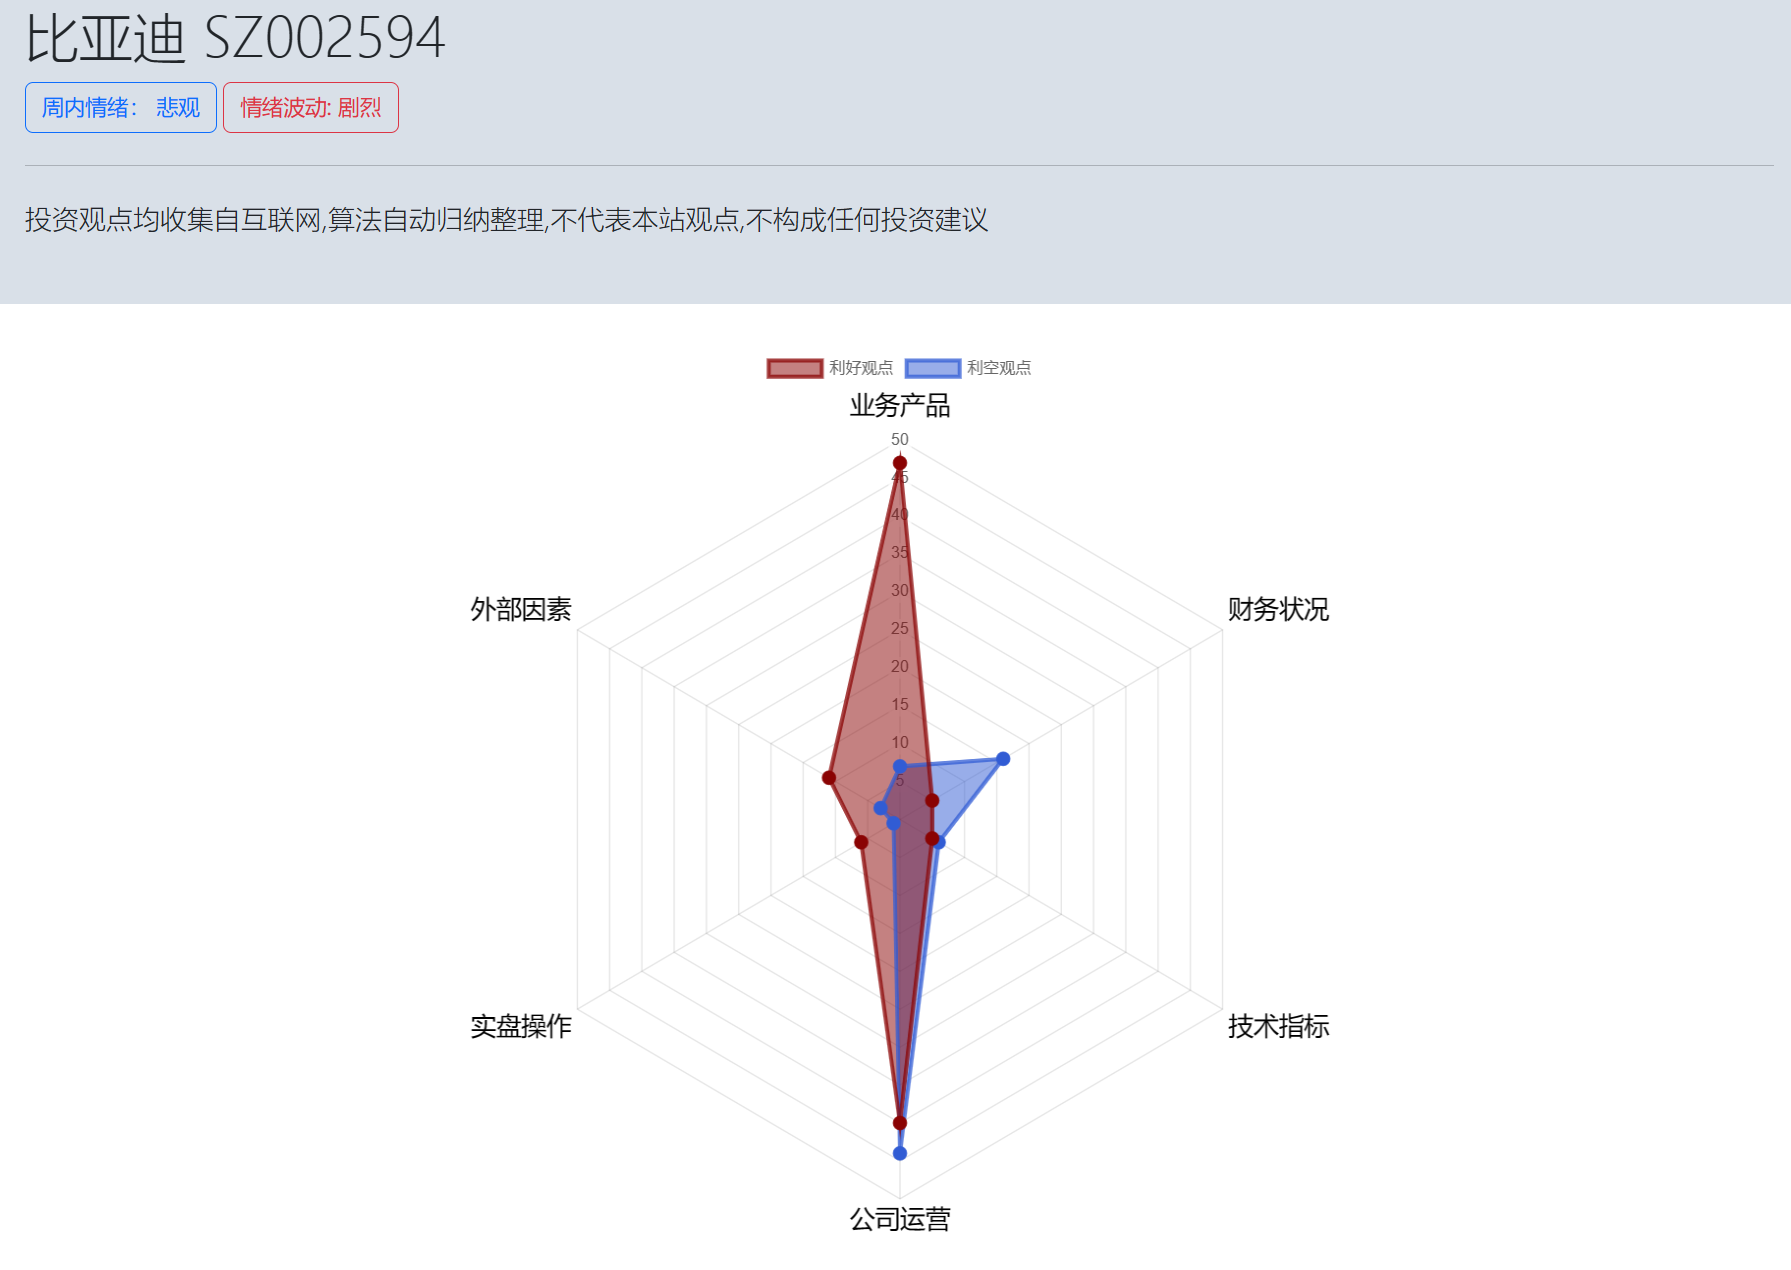 比亚迪 SZ002594
周内情绪： 悲观 情绪波动: 剧烈
投资观点均收集自互联网,算法自动归纳整理,不代表本站观点,不构成任何投资建议
利好观点 利空观点
业务产品
50
45
40
35
30
25
20
15
10
5
外部因素 财务状况
实盘操作 技术指标
公司运营